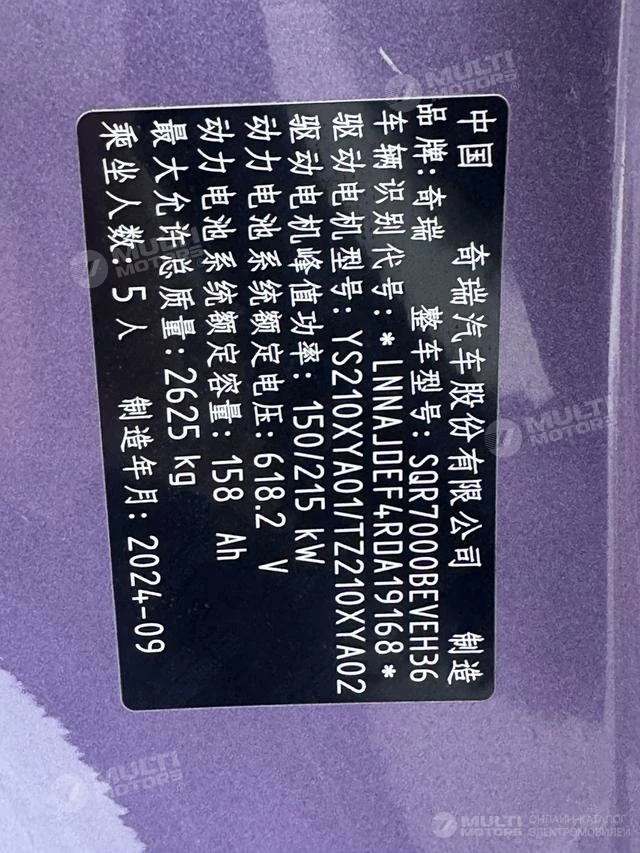 中国 奇瑞汽车股份有限公司 制造
品牌:奇瑞 整车型号:SQR7000BEVEH36
车辆识别代号:*LNNAJDEF4RDA19168*
驱动电机型号:YS210XYA01/TZ210XYA02
驱动电机峰值功率:150/215 kW
动力电池系统额定电压:618.2 V
动力电池系统额定容量:158 Ah
最大允许总质量:2625 kg
乘坐人数:5人 制造年月:2024-09
MULTI MOTORS
MULTI MOTORS
MULTI MOTORS
MULTI MOTORS
MULTI MOTORS ОНЛАЙН-КАТАЛОГ ЭЛЕКТРОМОБИЛЕЙ